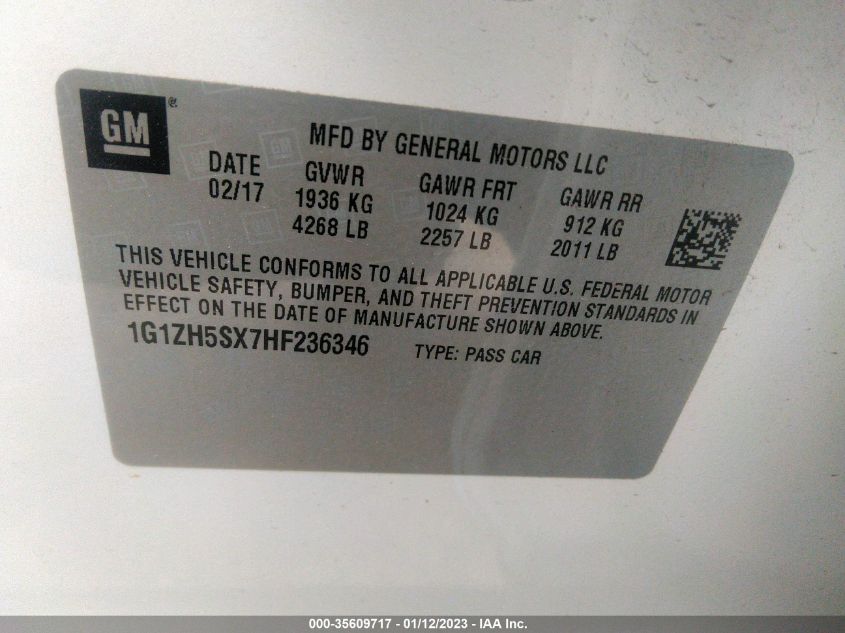 GM ®
MFD BY GENERAL MOTORS LLC
DATE GVWR GAWR FRT GAWR RR
02/17 1936 KG 1024 KG 912 KG
4268 LB 2257 LB 2011 LB
THIS VEHICLE CONFORMS TO ALL APPLICABLE U.S. FEDERAL MOTOR
VEHICLE SAFETY, BUMPER, AND THEFT PREVENTION STANDARDS IN
EFFECT ON THE DATE OF MANUFACTURE SHOWN ABOVE.
1G1ZH5SX7HF236346 TYPE: PASS CAR
000-35609717 - 01/12/2023 - IAA Inc.